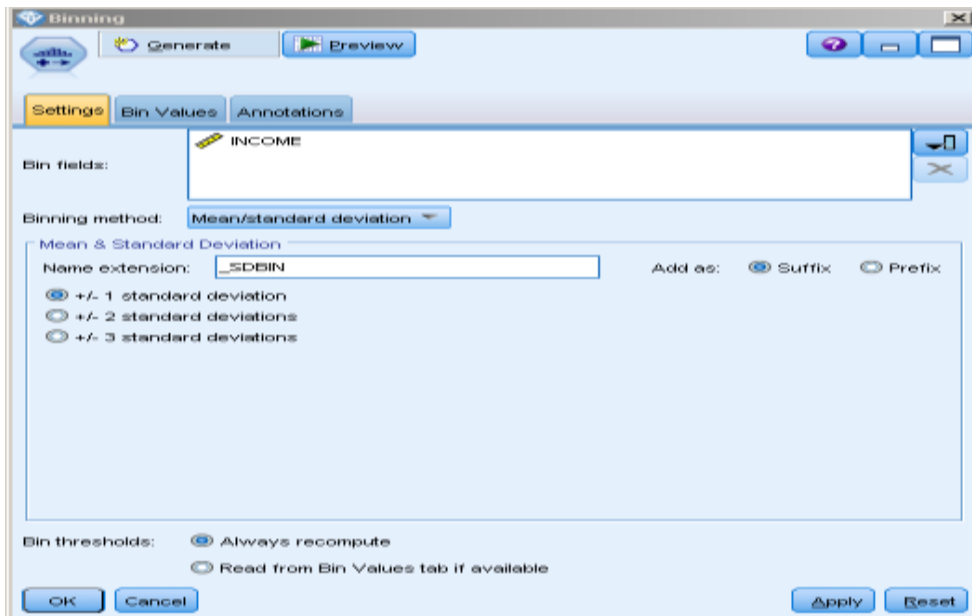 Binning
Generate Preview
Settings Bin Values Annotations
Bin fields: INCOME
Binning method: Mean/standard deviation
Mean & Standard Deviation
Name extension: _SDBIN Add as: Suffix Prefix
+/- 1 standard deviation
+/- 2 standard deviations
+/- 3 standard deviations
Bin thresholds: Always recompute
Read from Bin Values tab if available
OK Cancel Apply Reset